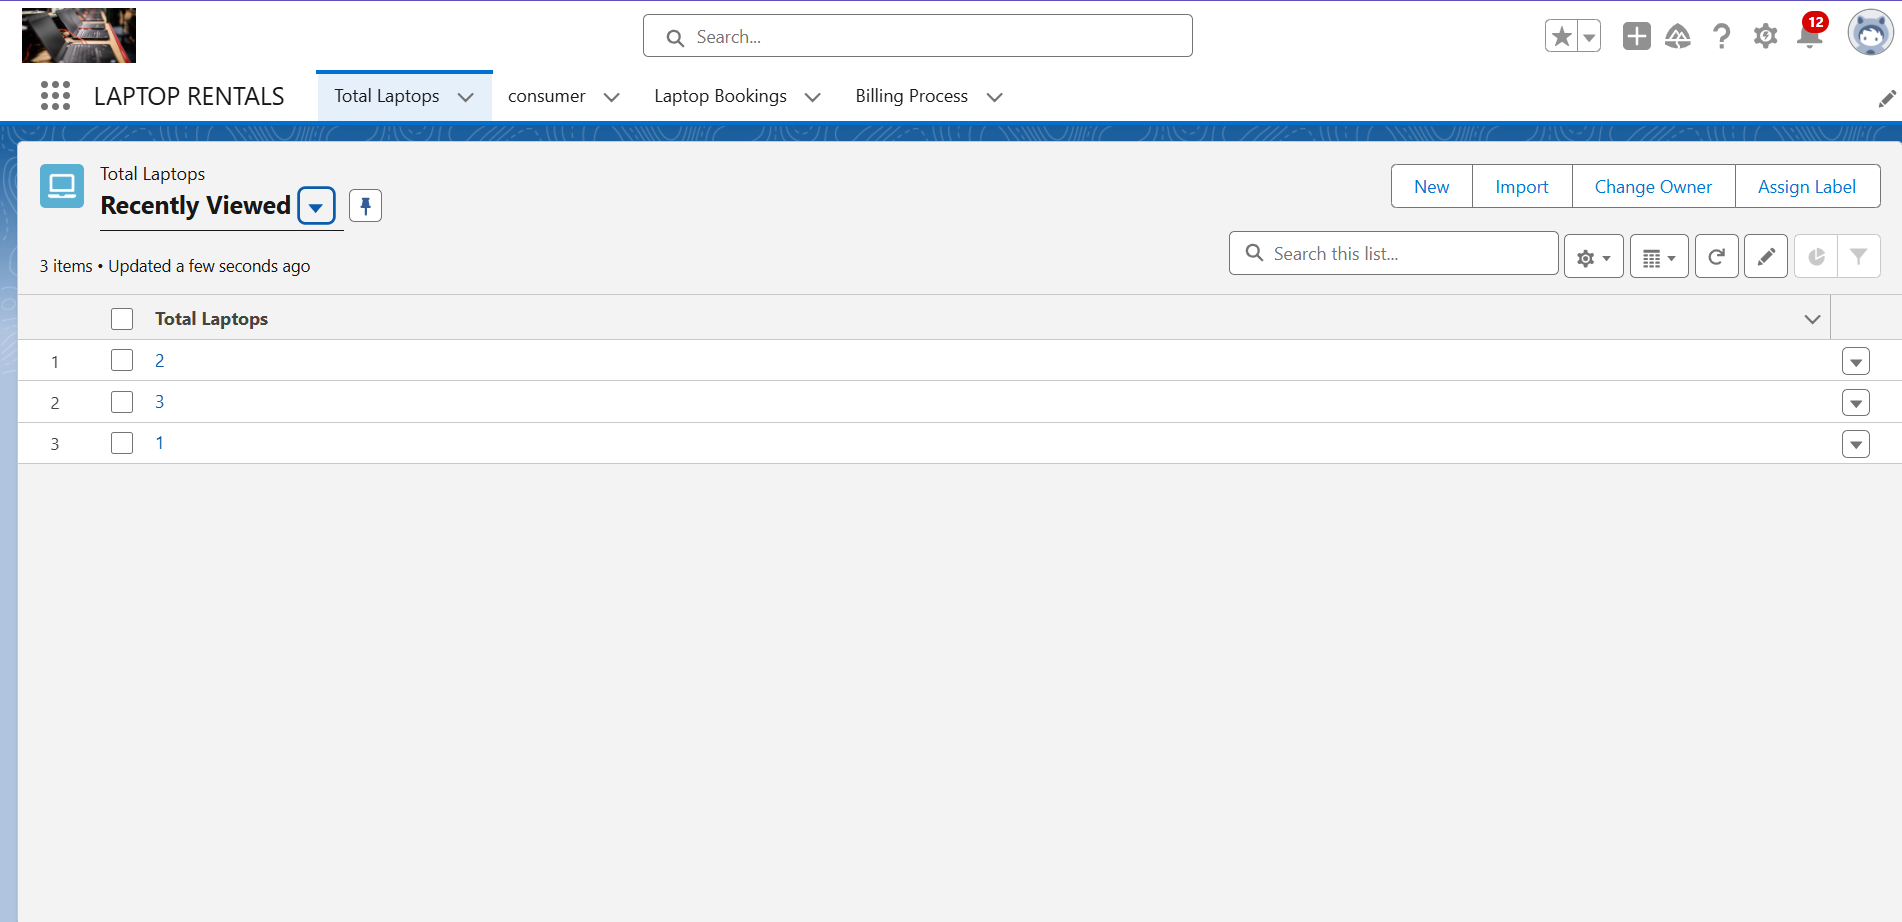 Search...
12
LAPTOP RENTALS
Total Laptops
consumer
Laptop Bookings
Billing Process
Total Laptops
Recently Viewed
New
Import
Change Owner
Assign Label
3 items • Updated a few seconds ago
Search this list...
Total Laptops
1 2
2 3
3 1